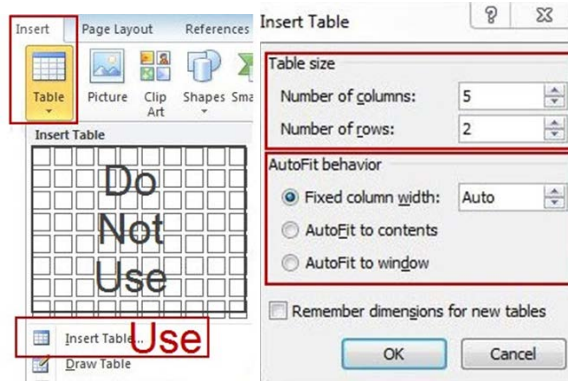 Insert Page Layout References
Table Picture Clip Art Shapes
Insert Table
Do
Not
Use
Insert Table... Use
Draw Table
Insert Table
Table size
Number of columns: 5
Number of rows: 2
AutoFit behavior
Fixed column width: Auto
AutoFit to contents
AutoFit to window
Remember dimensions for new tables
OK Cancel